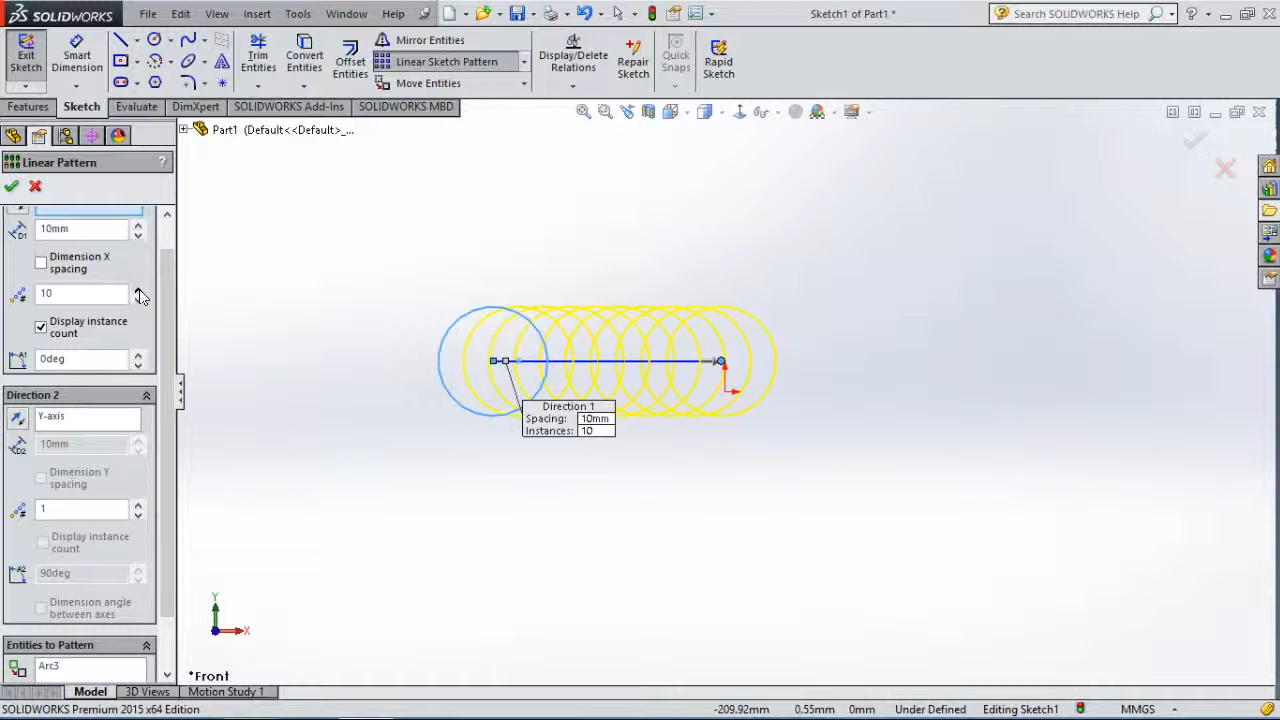 SOLIDWORKS File Edit View Insert Tools Window Help Sketch1 of Part1 * Search SOLIDWORKS Help
Exit Sketch
Smart Dimension
Trim Entities
Convert Entities
Offset Entities
Mirror Entities
Linear Sketch Pattern
Move Entities
Display/Delete Relations
Repair Sketch
Quick Snaps
Rapid Sketch
Features Sketch Evaluate DimXpert SOLIDWORKS Add-Ins SOLIDWORKS MBD
Part1 (Default<<Default>_...
Linear Pattern ?
D1 10mm
Dimension X
spacing
10
Display instance
count
A1 0deg
Direction 2
Y-axis
D2 10mm
Dimension Y
spacing
1
Display instance
count
A2 90deg
Dimension angle
between axes
Entities to Pattern
Arc3
Direction 1
Spacing: 10mm
Instances: 10
Y
X
*Front
Model 3D Views Motion Study 1
SOLIDWORKS Premium 2015 x64 Edition -209.92mm 0.55mm 0mm Under Defined Editing Sketch1 MMGS